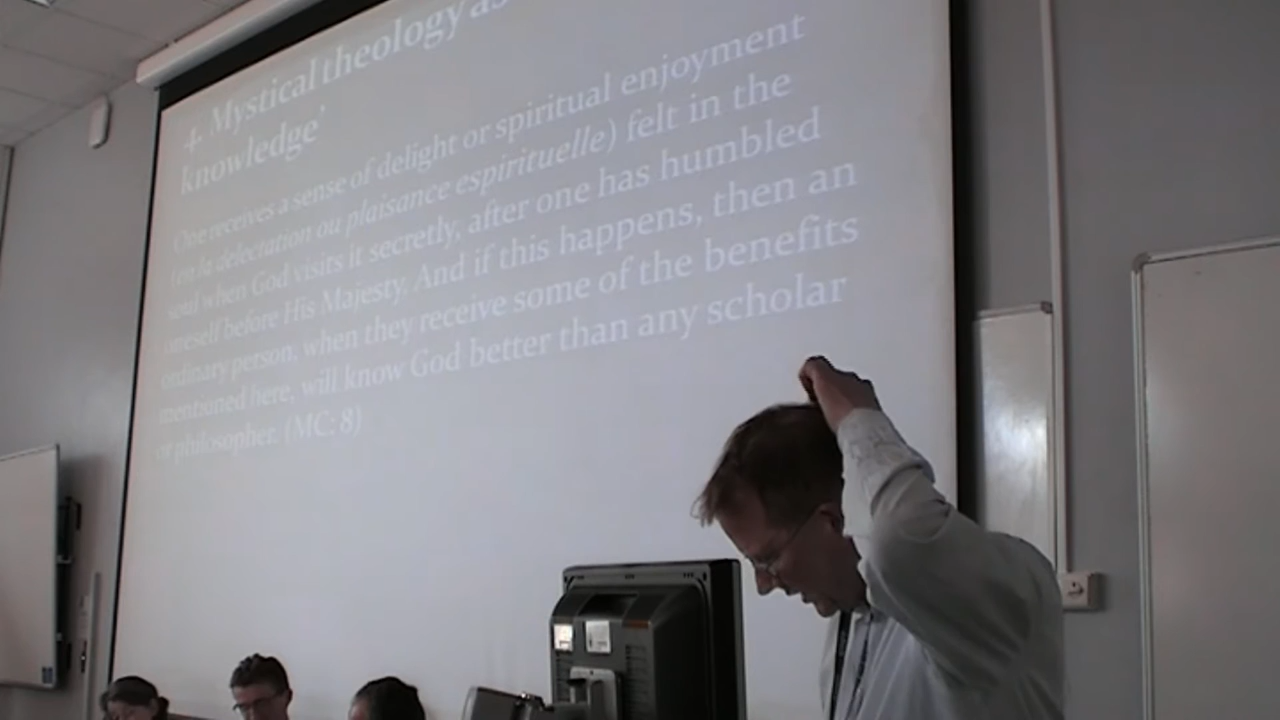 4. Mystical theology as
knowledge'
One receives a sense of delight or spiritual enjoyment
(en la delectation ou plaisance espirituelle) felt in the
soul when God visits it secretly, after one has humbled
oneself before His Majesty. And if this happens, then an
ordinary person, when they receive some of the benefits
mentioned here, will know God better than any scholar
or philosopher. (MC: 8)